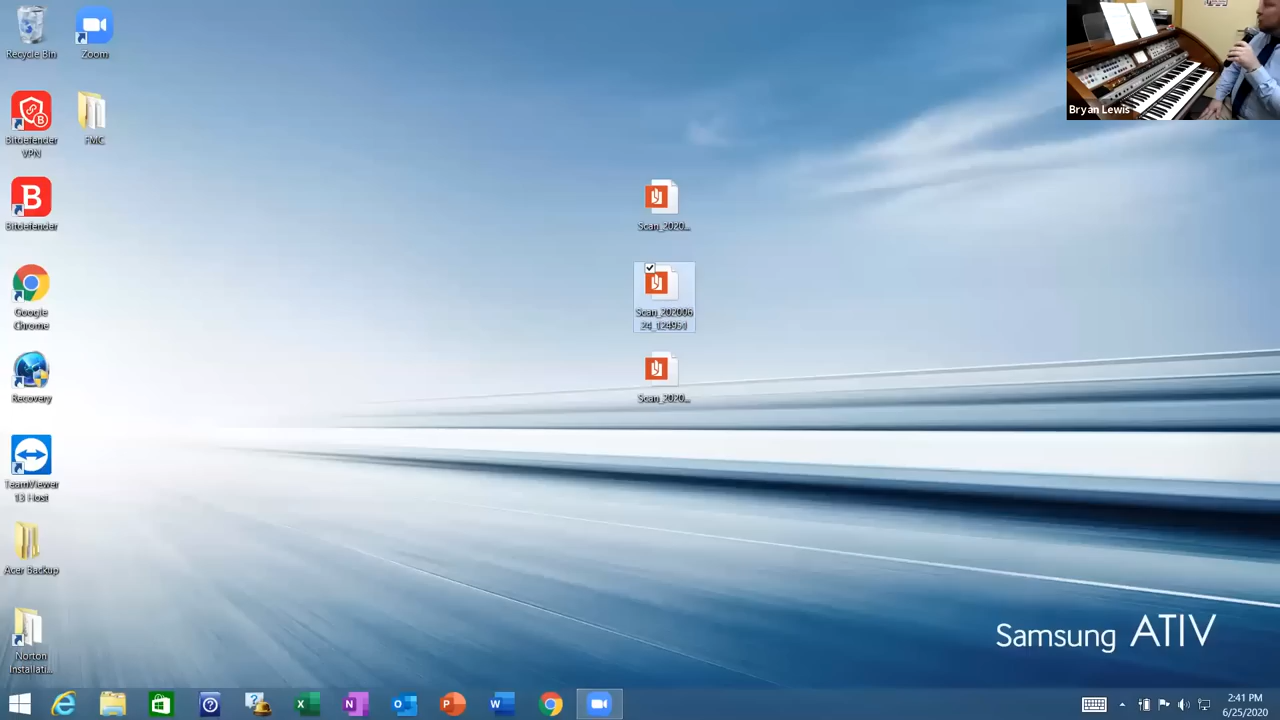 Recycle Bin
Zoom
Bitdefender
VPN
FMC
Bitdefender
Google
Chrome
Recovery
TeamViewer
13 Host
Acer Backup
Norton
Installati...
Scan_2020...
Scan_202006
24_124951
Scan_2020...
Bryan Lewis
Samsung ATIV
2:41 PM
6/25/2020